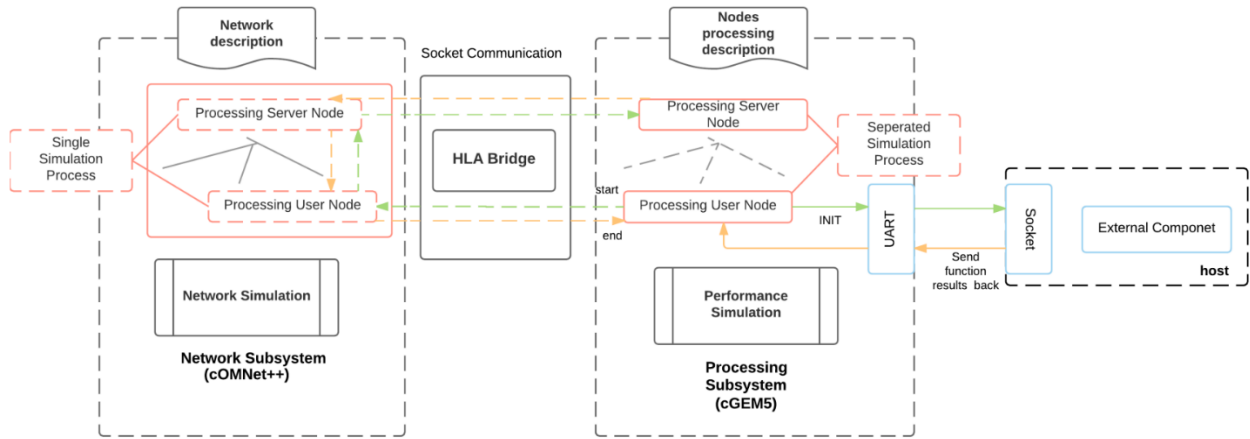 Network
description
Socket Communication
Nodes
processing
description
Processing Server Node
Processing Server
Node
Single
Simulation
Process
HLA Bridge
Seperated
Simulation
Process
start
Processing User Node
Processing User Node
end
INIT
UART
Socket
External Componet
Send
function
results back
host
Network Simulation
Performance
Simulation
Network Subsystem
(cOMNet++)
Processing
Subsystem
(cGEM5)